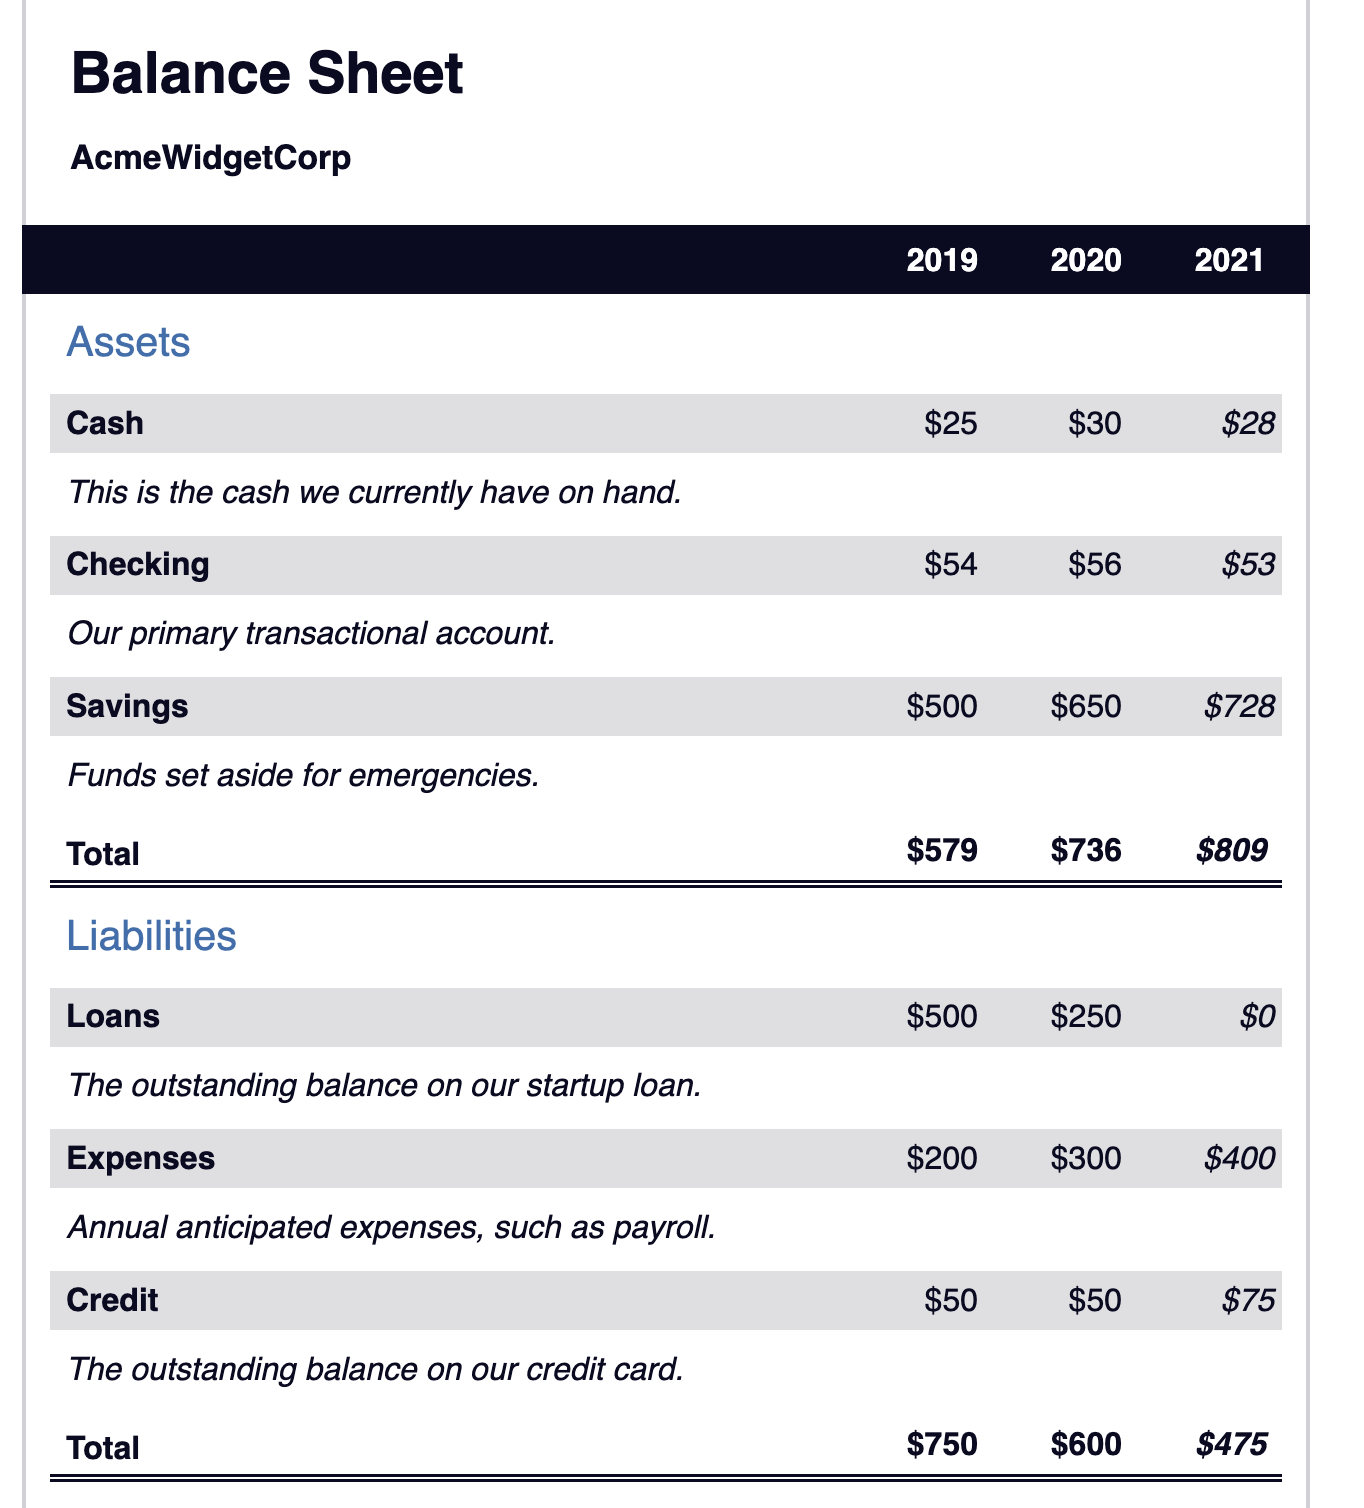 Balance Sheet
AcmeWidgetCorp
2019 2020 2021
Assets
Cash $25 $30 $28
This is the cash we currently have on hand.
Checking $54 $56 $53
Our primary transactional account.
Savings $500 $650 $728
Funds set aside for emergencies.
Total $579 $736 $809
Liabilities
Loans $500 $250 $0
The outstanding balance on our startup loan.
Expenses $200 $300 $400
Annual anticipated expenses, such as payroll.
Credit $50 $50 $75
The outstanding balance on our credit card.
Total $750 $600 $475